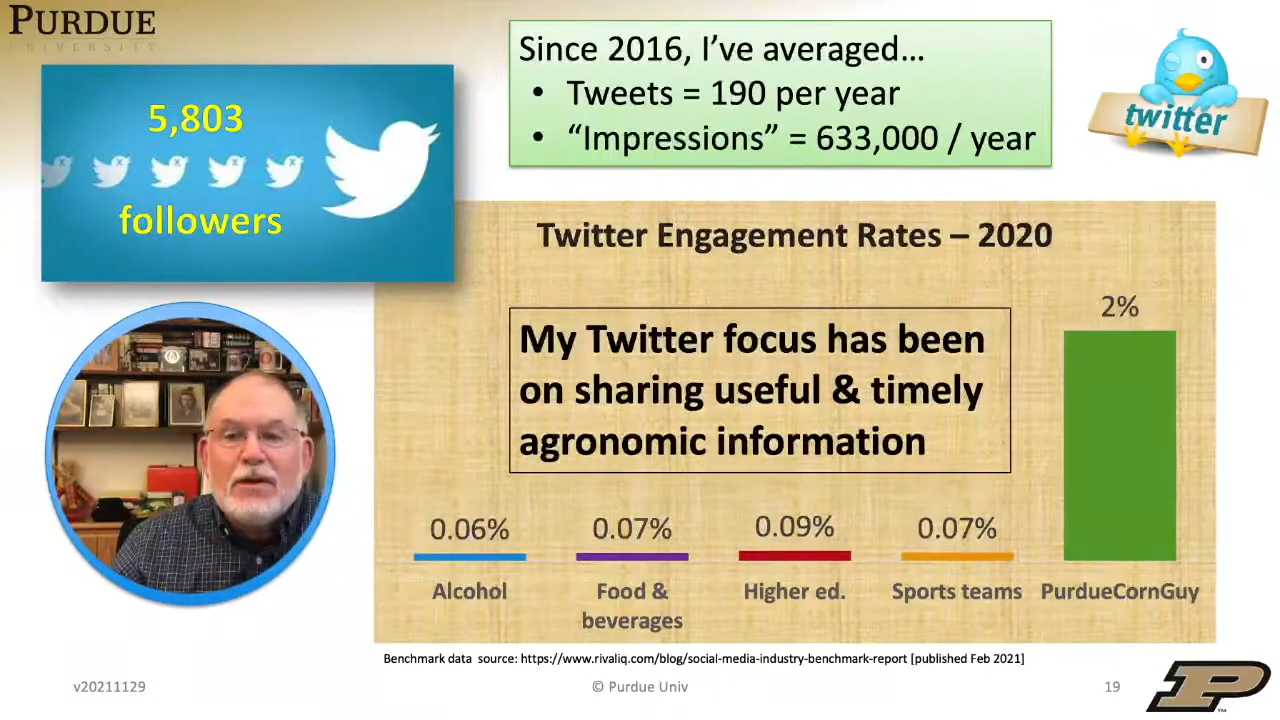 PURDUE
UNIVERSITY
5,803
followers
Since 2016, I’ve averaged…
• Tweets = 190 per year
• “Impressions” = 633,000 / year
twitter
Twitter Engagement Rates – 2020
My Twitter focus has been
on sharing useful & timely
agronomic information
2%
0.06%
0.07%
0.09%
0.07%
Alcohol
Food &
beverages
Higher ed.
Sports teams
PurdueCornGuy
Benchmark data source: https://www.rivaliq.com/blog/social-media-industry-benchmark-report [published Feb 2021]
v20211129
© Purdue Univ
19
P
TM